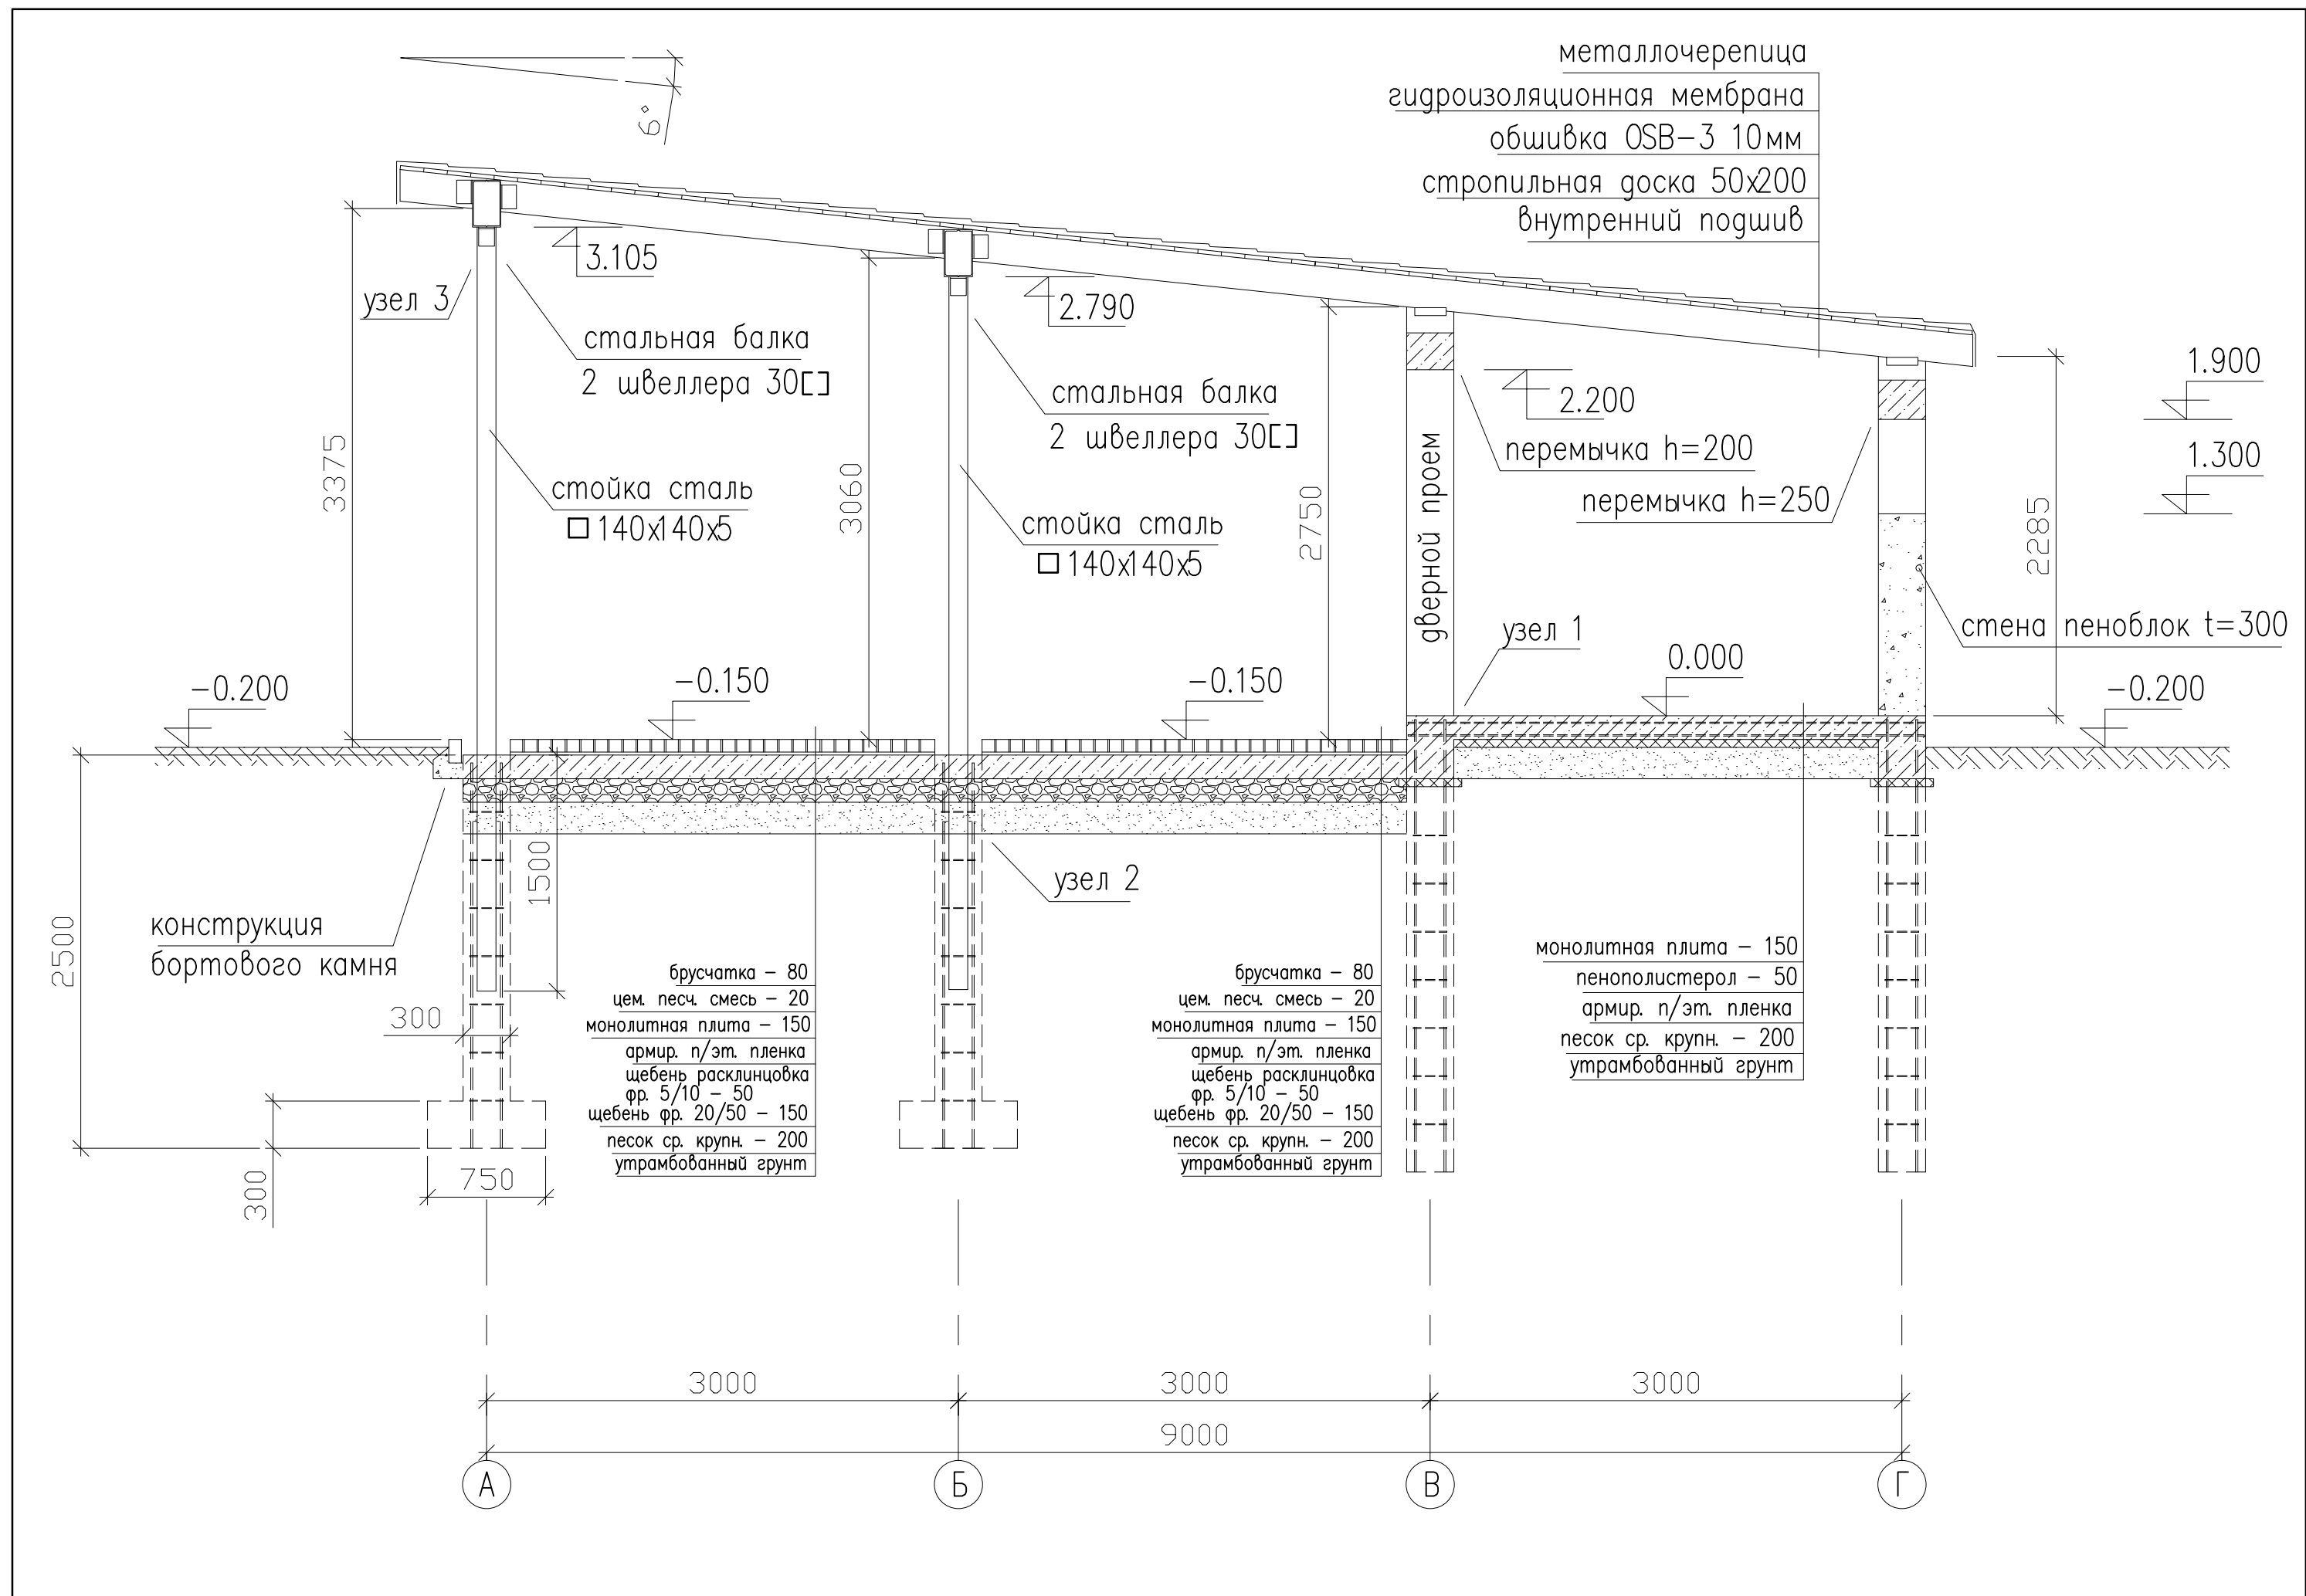 6°
металлочерепица
гидроизоляционная мембрана
обшивка OSB-3 10мм
стропильная доска 50х200
внутренний подшив
3.105
узел 3
2.790
стальная балка
2 швеллера 30
стальная балка
2 швеллера 30
2.200
1.900
1.300
перемычка h=200
перемычка h=250
3375
3060
2750
2285
стойка сталь
140х140х5
стойка сталь
140х140х5
дверной проем
узел 1
стена пеноблок t=300
-0.200
-0.150
-0.150
0.000
-0.200
1500
узел 2
2500
конструкция
бортового камня
300
брусчатка - 80
цем. песч. смесь - 20
монолитная плита - 150
армир. п/эт. пленка
щебень расклинцовка
фр. 5/10 - 50
щебень фр. 20/50 - 150
песок ср. крупн. - 200
утрамбованный грунт
брусчатка - 80
цем. песч. смесь - 20
монолитная плита - 150
армир. п/эт. пленка
щебень расклинцовка
фр. 5/10 - 50
щебень фр. 20/50 - 150
песок ср. крупн. - 200
утрамбованный грунт
монолитная плита - 150
пенополистерол - 50
армир. п/эт. пленка
песок ср. крупн. - 200
утрамбованный грунт
300
750
3000
3000
3000
9000
А
Б
В
Г